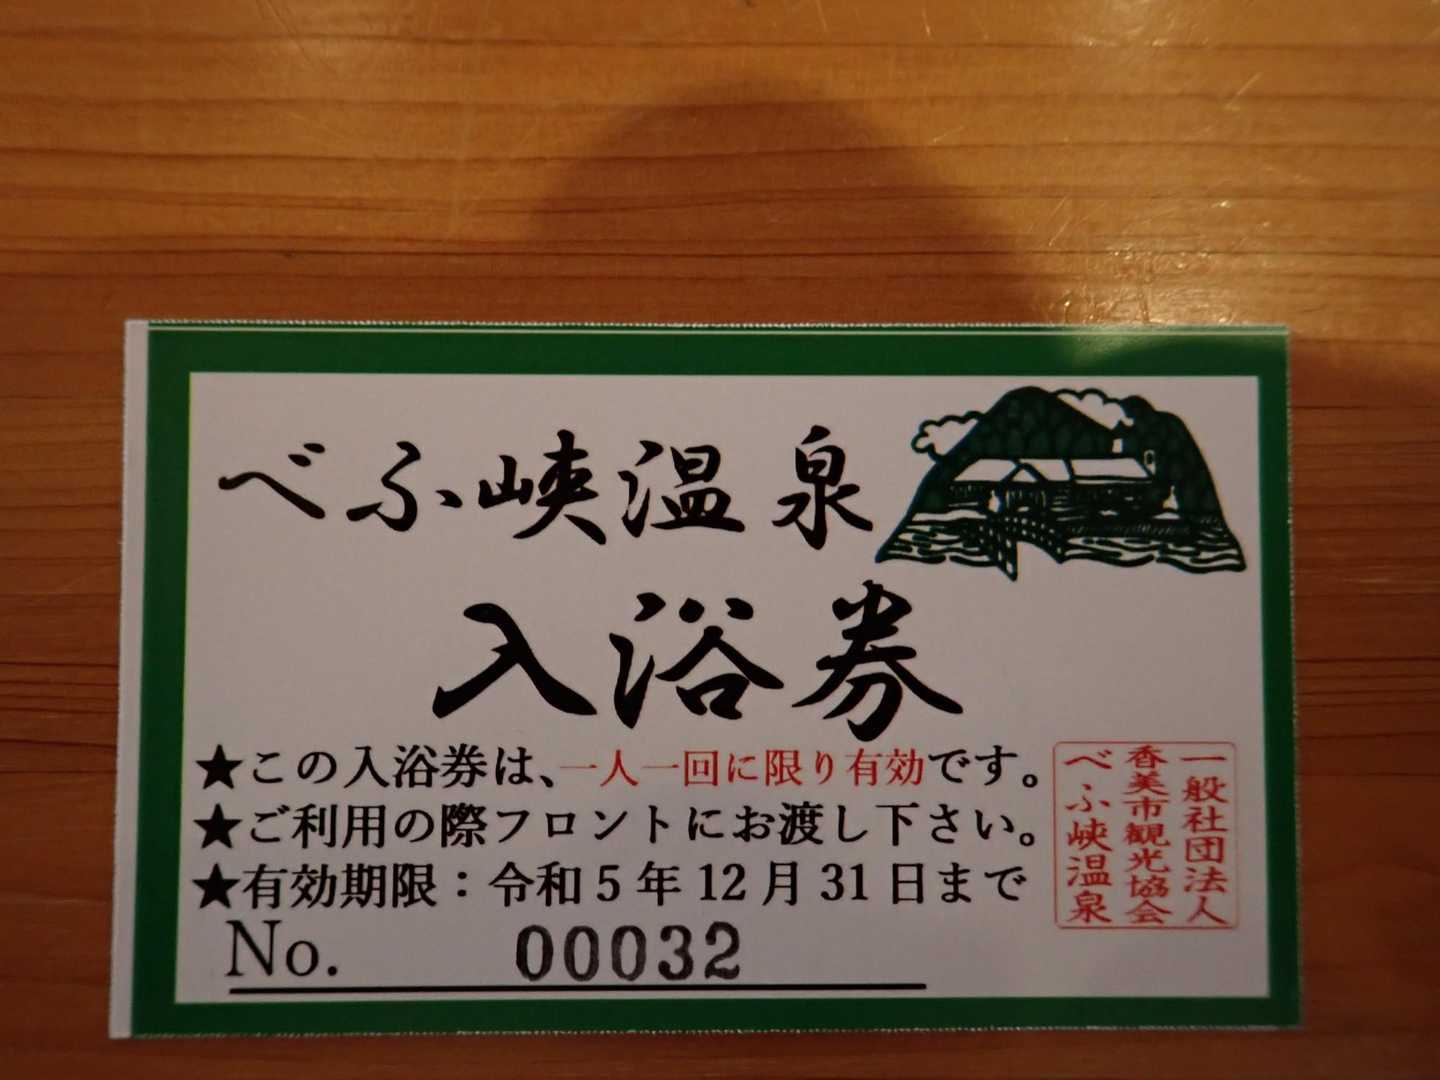 べふ峡温泉
入浴券
★この入浴券は、一人一回に限り有効です。
★ご利用の際フロントにお渡し下さい。
★有効期限：令和5年12月31日まで
No. 00032
一般社団法人
香美市観光協会
べふ峡温泉